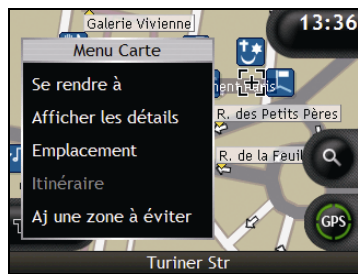 Galerie Vivienne
13:36
Menu Carte
Se rendre à
Afficher les détails
R. des Petits Pères
Emplacement
R. de la Feuil
Itinéraire
Aj une zone à éviter
GPS
Turiner Str